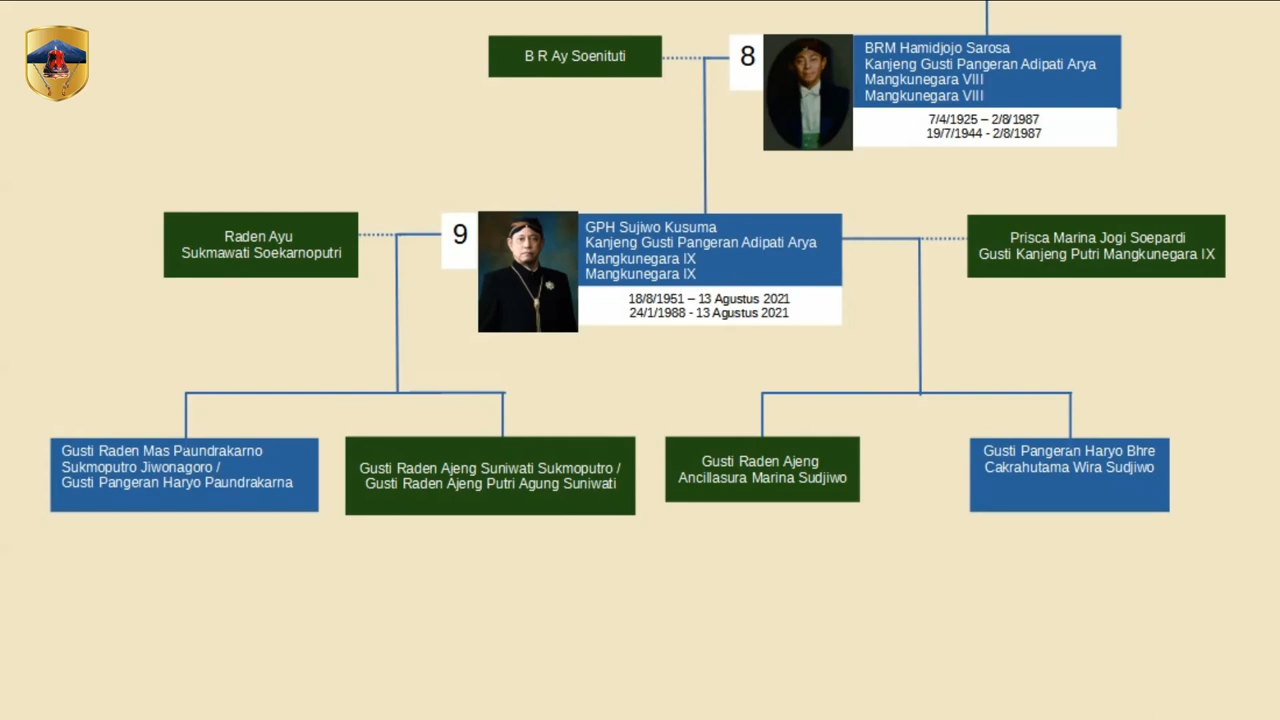 B R Ay Soenituti
8
BRM Hamidjojo Sarosa
Kanjeng Gusti Pangeran Adipati Arya
Mangkunegara VIII
Mangkunegara VIII
7/4/1925 – 2/8/1987
19/7/1944 - 2/8/1987
Raden Ayu
Sukmawati Soekarnoputri
9
GPH Sujiwo Kusuma
Kanjeng Gusti Pangeran Adipati Arya
Mangkunegara IX
Mangkunegara IX
18/8/1951 – 13 Agustus 2021
24/1/1988 - 13 Agustus 2021
Prisca Marina Jogi Soepardi
Gusti Kanjeng Putri Mangkunegara IX
Gusti Raden Mas Paundrakarno
Sukmoputro Jiwonagoro /
Gusti Pangeran Haryo Paundrakarna
Gusti Raden Ajeng Suniwati Sukmoputro /
Gusti Raden Ajeng Putri Agung Suniwati
Gusti Raden Ajeng
Ancillasura Marina Sudjiwo
Gusti Pangeran Haryo Bhre
Cakrahutama Wira Sudjiwo